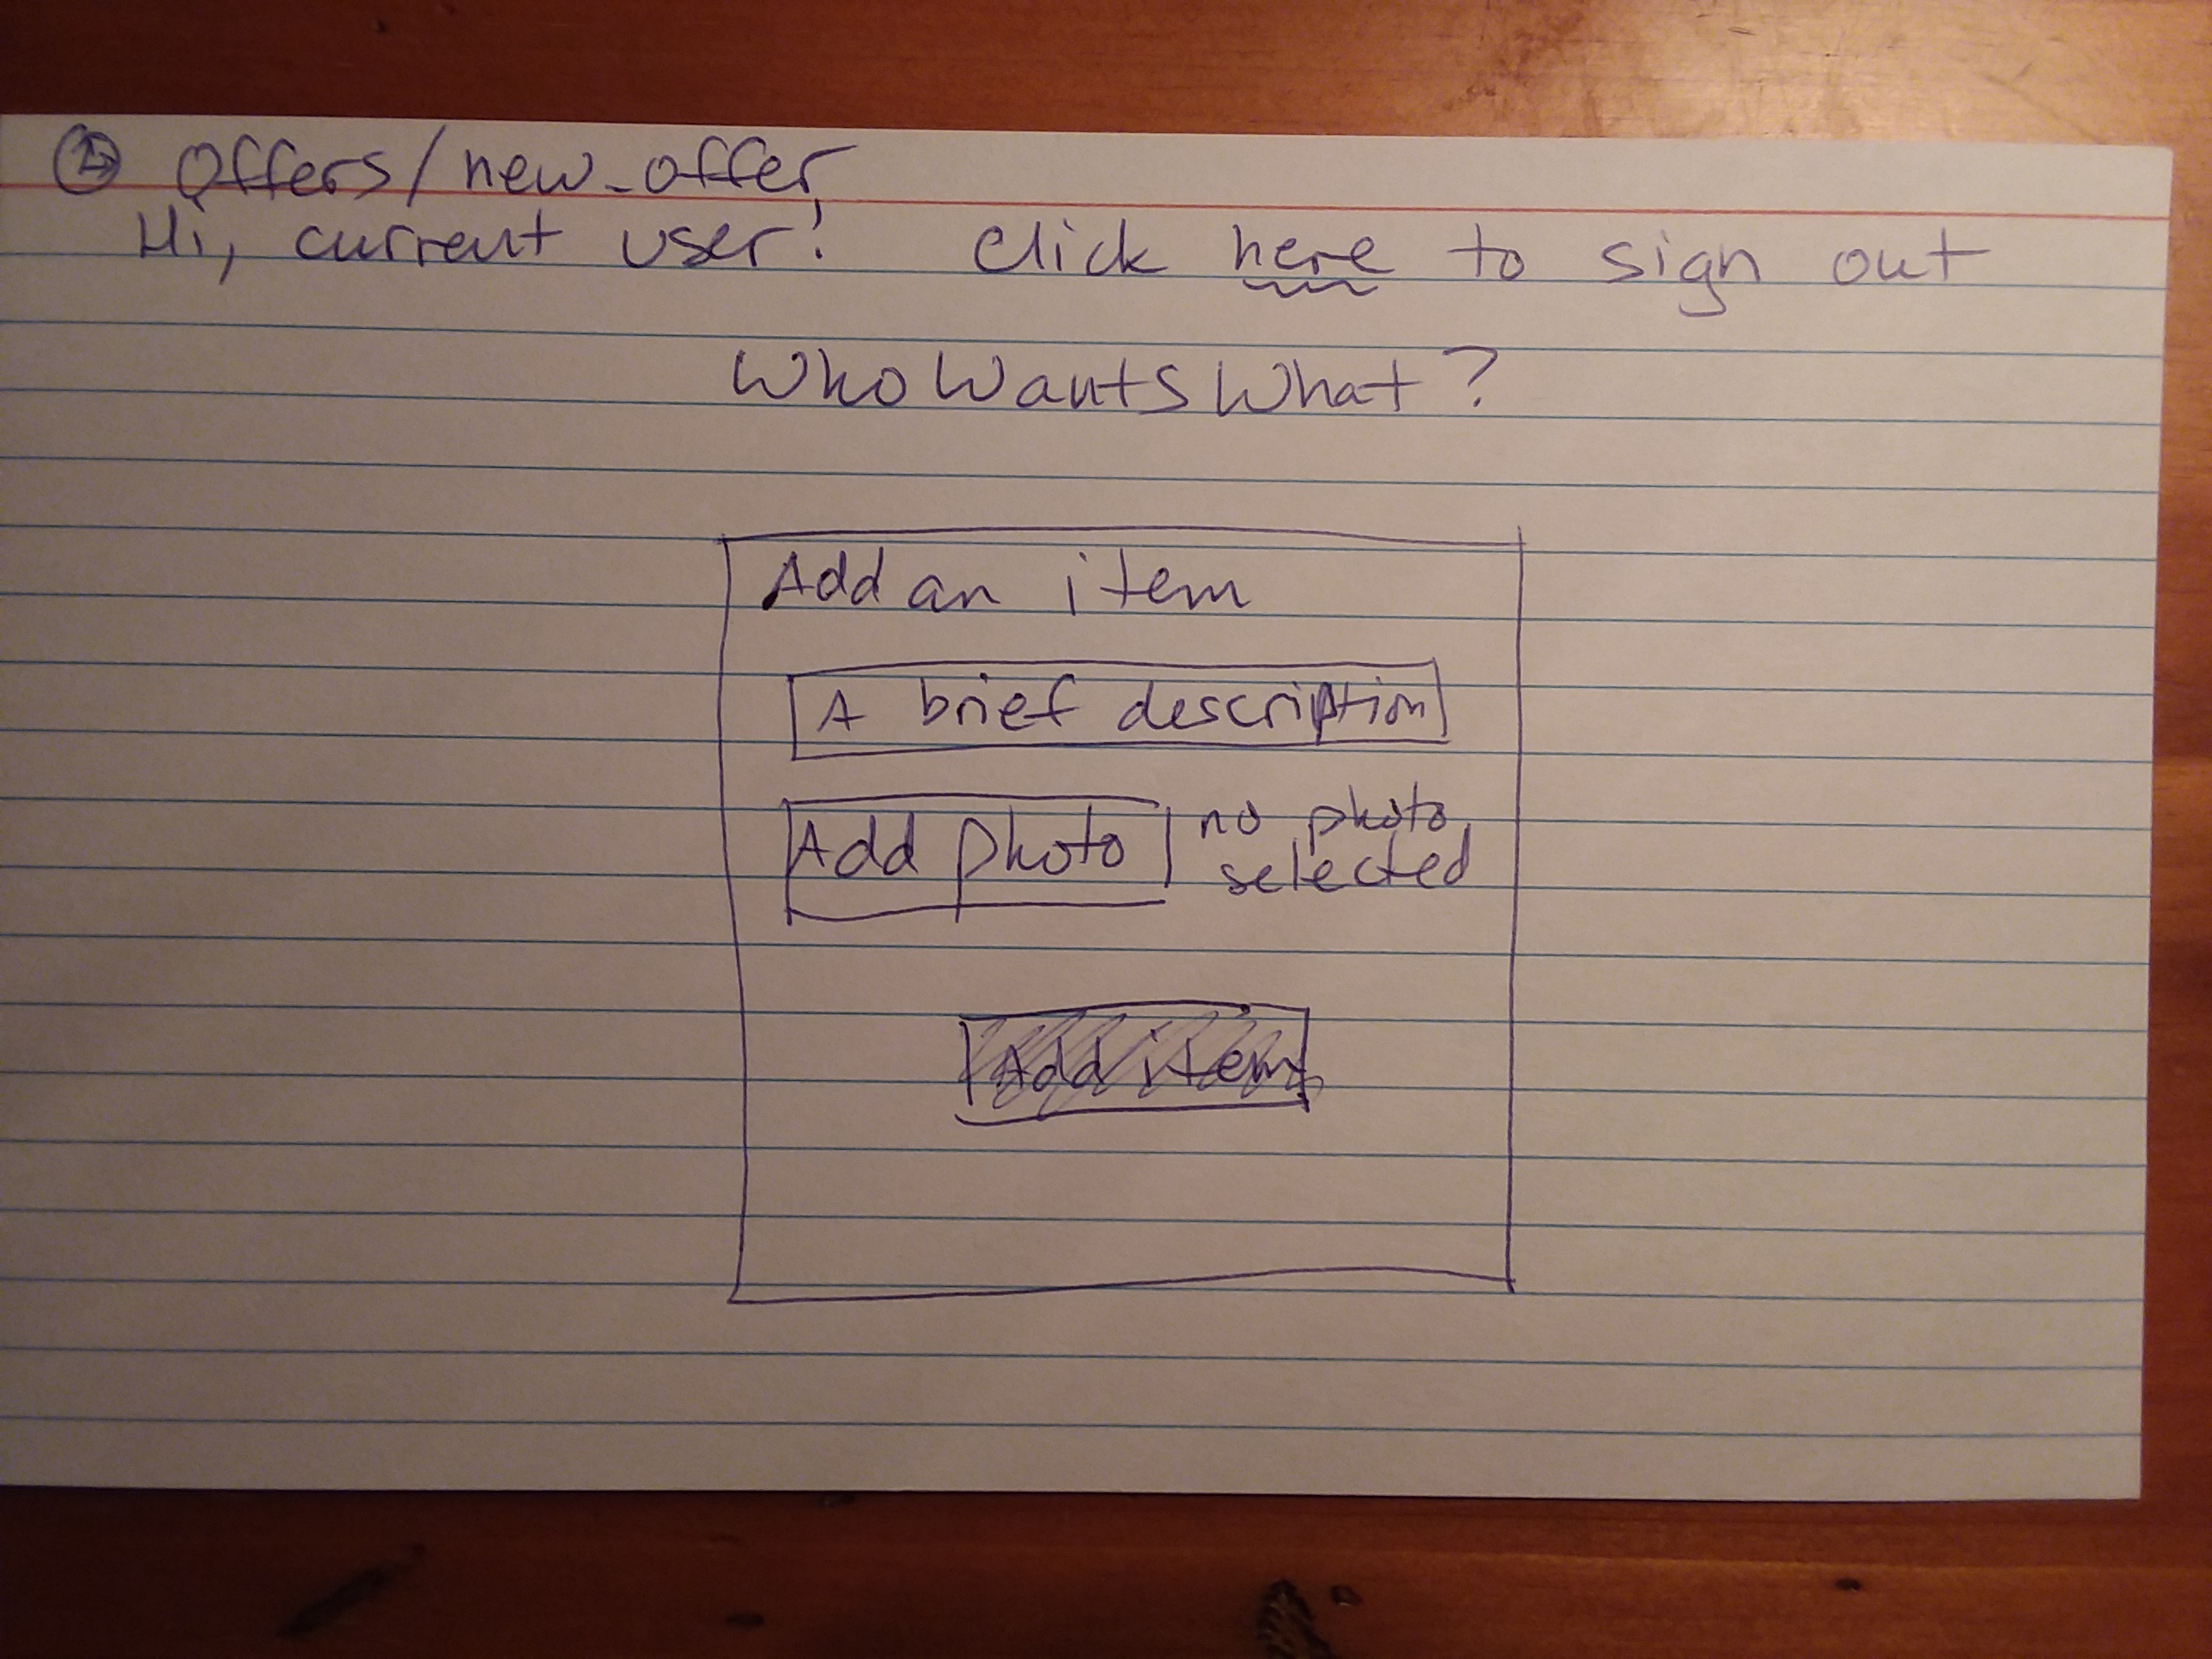 Offers/new_offer
Hi, current user! Click here to sign out
WhoWantsWhat?
Add an item
A brief description
Add photo no photo
selected
Add item